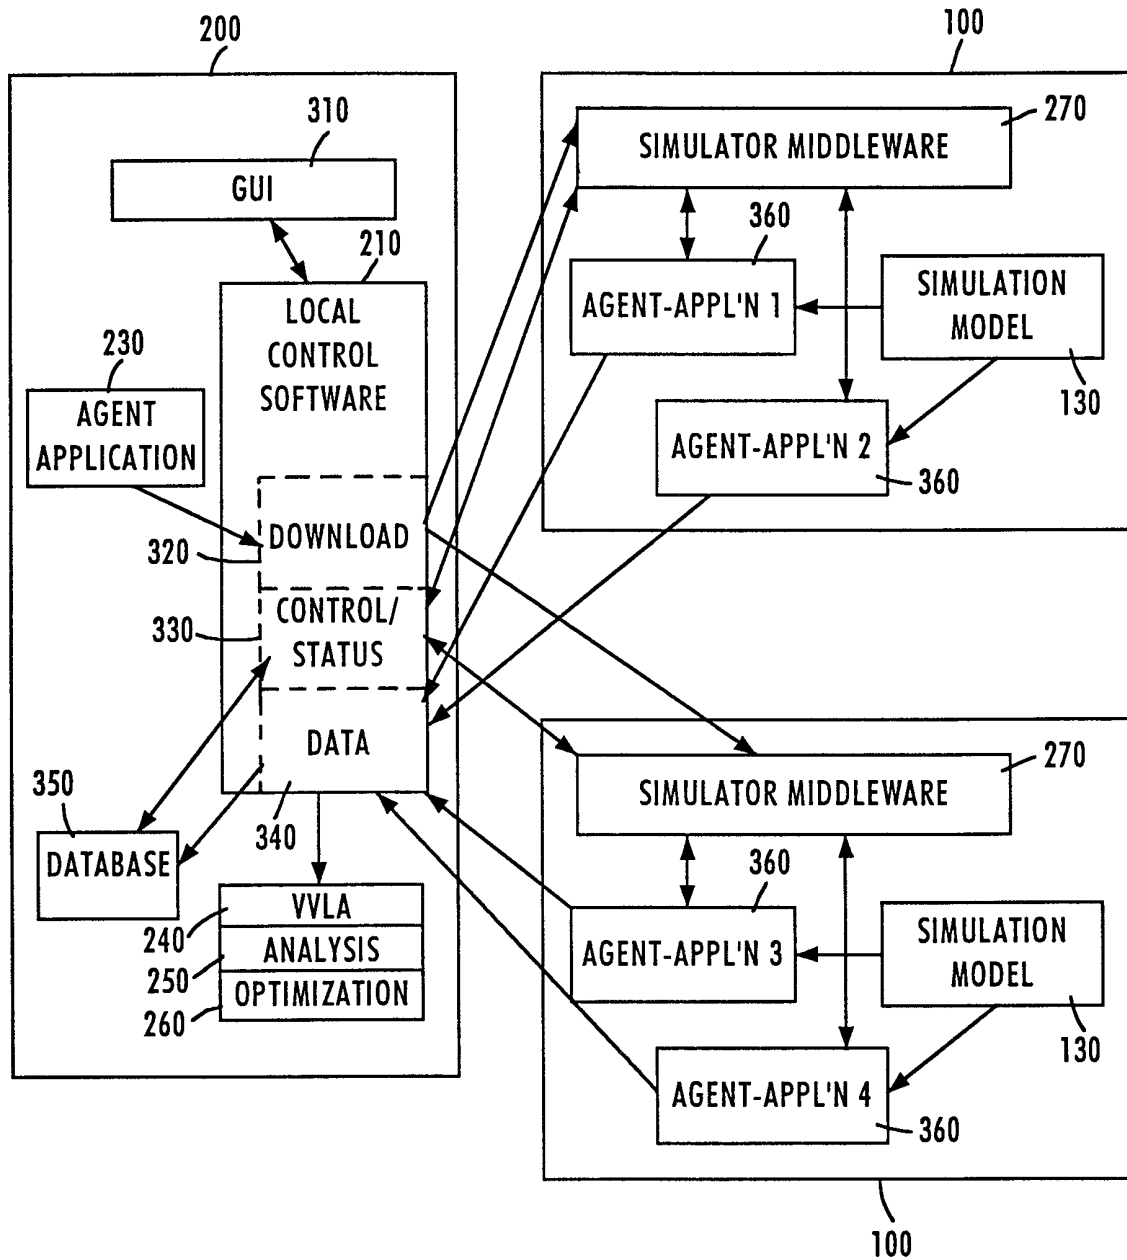 200
310
GUI
210
LOCAL
CONTROL
SOFTWARE
230
AGENT
APPLICATION
DOWNLOAD
320
CONTROL/
STATUS
330
DATA
340
350
DATABASE
VVLA
240
ANALYSIS
250
OPTIMIZATION
260
100
270
SIMULATOR MIDDLEWARE
360
AGENT-APPL'N 1
SIMULATION
MODEL
130
AGENT-APPL'N 2
360
270
SIMULATOR MIDDLEWARE
360
AGENT-APPL'N 3
SIMULATION
MODEL
130
AGENT-APPL'N 4
360
100